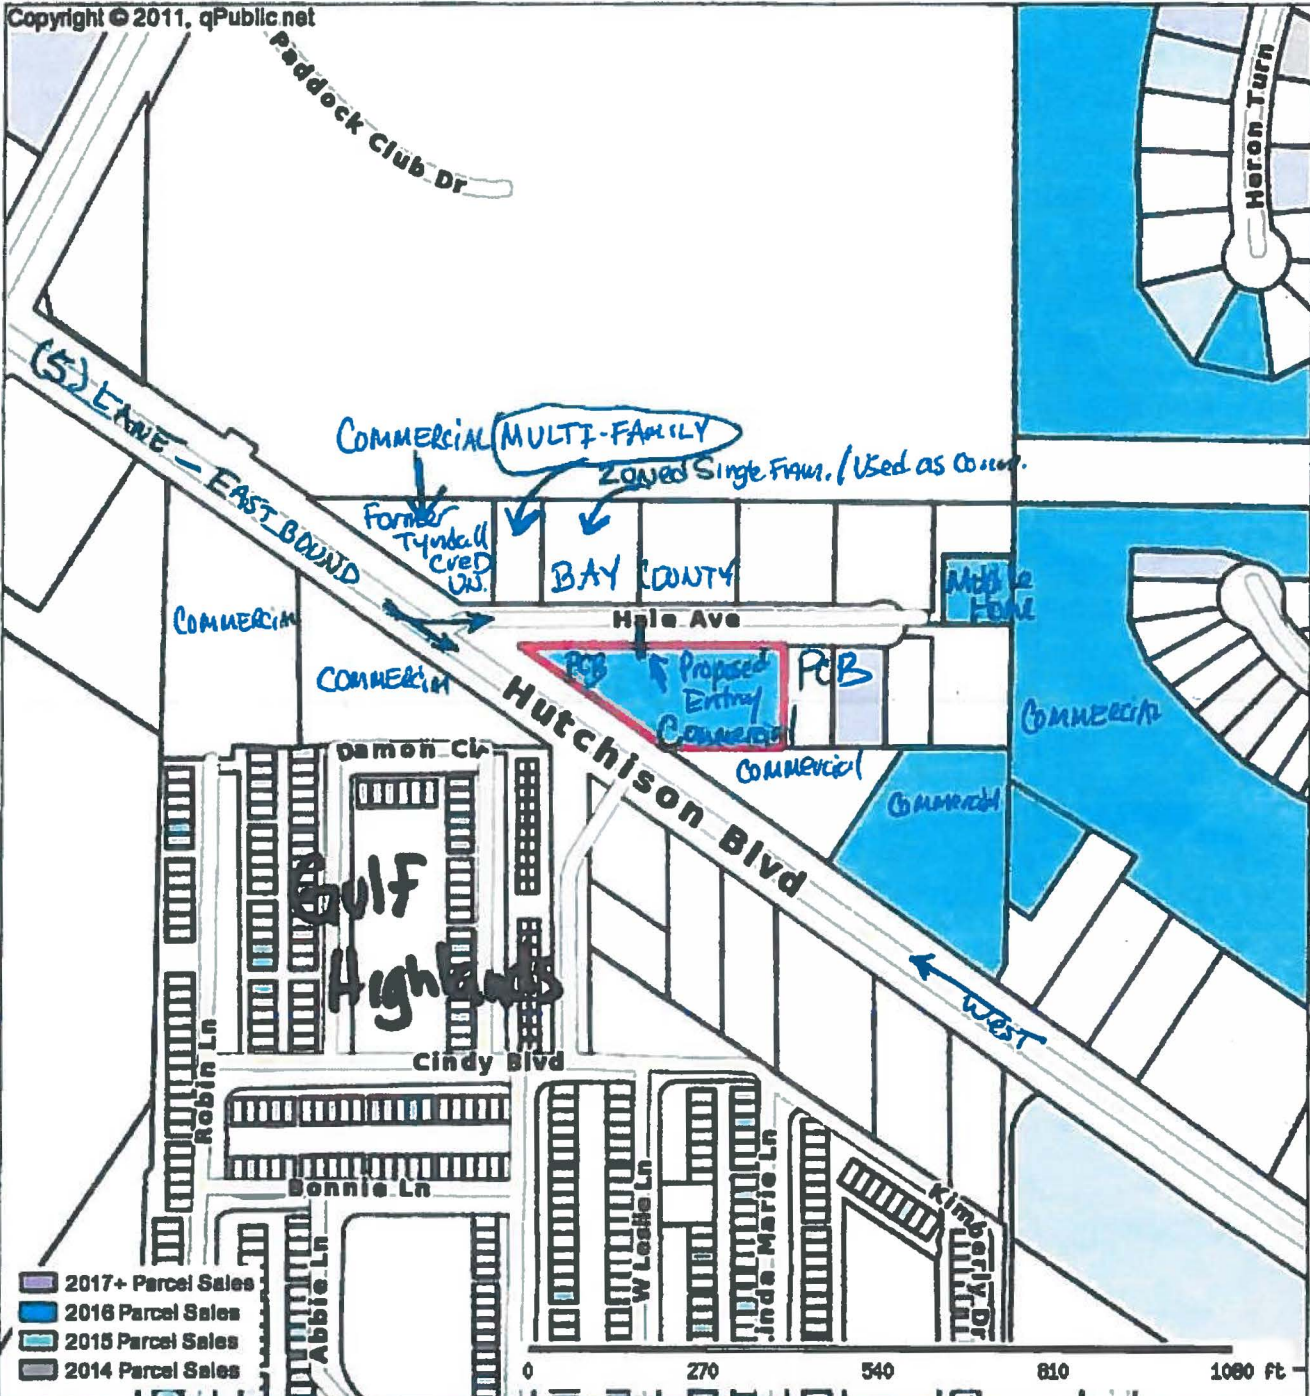 Copyright © 2011, qPublic.net
Paddock Club Dr
Heron Turn
(5) LANE - EAST BOUND
COMMERCIAL
MULTI-FAMILY
Zoned Single Fam. / Used as Comm.
Former
Tyndall
Cred
UN.
BAY COUNTY
Mobile
Home
Hale Ave
COMMERCIAL
COMMERCIAL
PCB
Proposed
Entry
Commercial
PCB
COMMERCIAL
Commercial
Commercial
Hutchison Blvd
Damon Cir
Gulf
Highlands
WEST
Cindy Blvd
Robin Ln
Bonnie Ln
Abbie Ln
W Leslie Ln
Linda Marie Ln
Kimberly Dr
2017+ Parcel Sales
2016 Parcel Sales
2015 Parcel Sales
2014 Parcel Sales
0 270 540 810 1080 ft